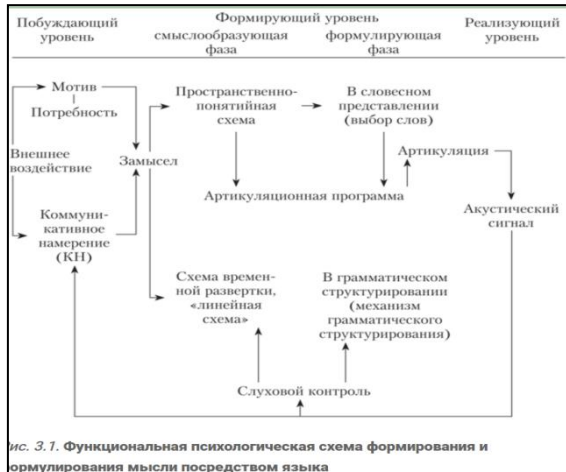 Побуждающий
уровень
Формирующий уровень
смыслообразующая
фаза
формулирующая
фаза
Реализующий
уровень
Мотив
Потребность
Внешнее
воздействие
Коммуни-
кативное
намерение
(КН)
Замысел
Пространственно-
понятийная
схема
В словесном
представлении
(выбор слов)
Артикуляция
Артикуляционная программа
Акустический
сигнал
Схема времен-
ной развертки,
«линейная
схема»
В грамматическом
структурировании
(механизм
грамматического
структурирования)
Слуховой контроль
ис. 3.1. Функциональная психологическая схема формирования и
ормулирования мысли посредством языка